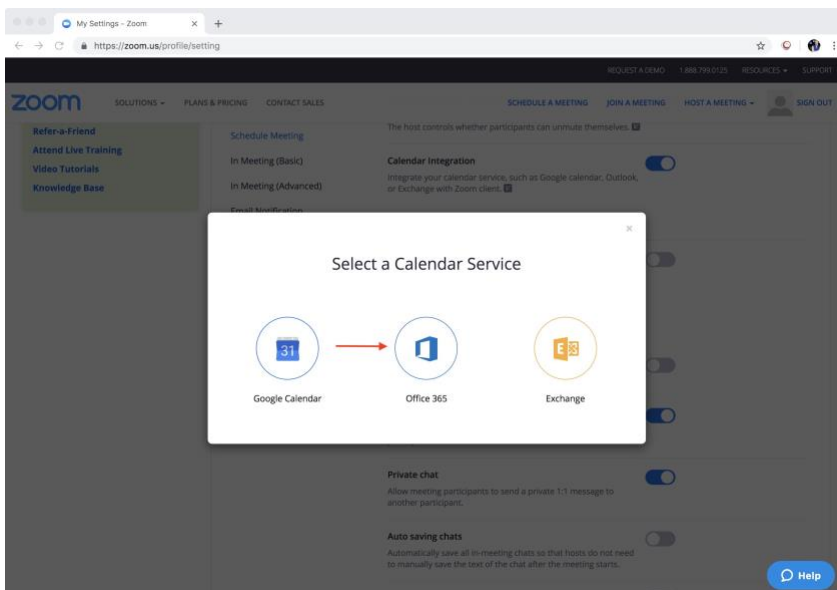 My Settings - Zoom
https://zoom.us/profile/setting
REQUEST A DEMO 1.888.799.0125 RESOURCES SUPPORT
zoom SOLUTIONS PLANS & PRICING CONTACT SALES SCHEDULE A MEETING JOIN A MEETING HOST A MEETING SIGN OUT
Refer-a-Friend
Attend Live Training
Video Tutorials
Knowledge Base
Schedule Meeting
In Meeting (Basic)
In Meeting (Advanced)
Email Notification
The host controls whether participants can unmute themselves.
Calendar Integration
Integrate your calendar service, such as Google calendar, Outlook,
or Exchange with Zoom client.
×
Select a Calendar Service
31
E
Google Calendar Office 365 Exchange
Private chat
Allow meeting participants to send a private 1:1 message to
another participant.
Auto saving chats
Automatically save all in-meeting chats so that hosts do not need
to manually save the text of the chat after the meeting starts.
Help